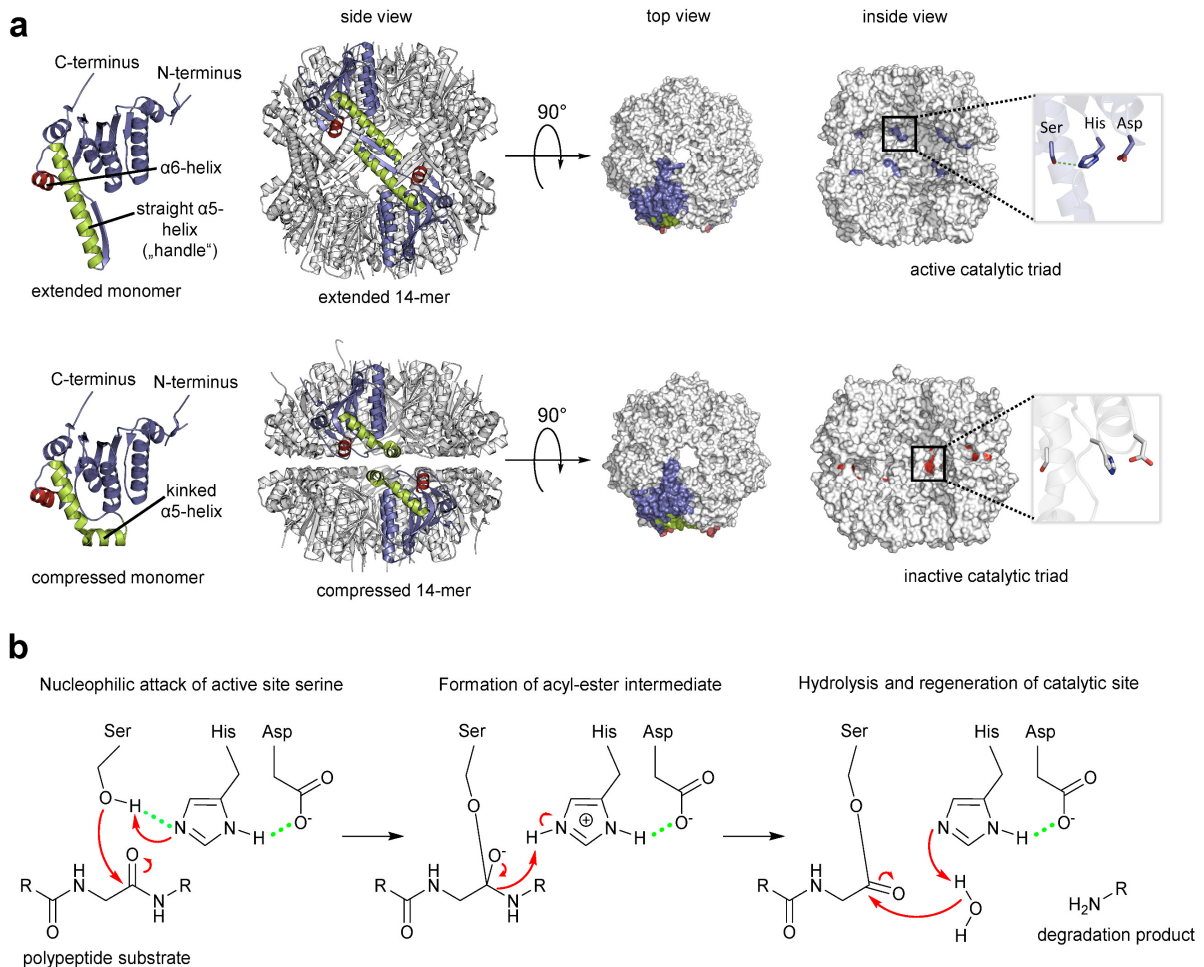 a
side view
top view
inside view
C-terminus
N-terminus
α6-helix
straight α5-
helix
(„handle“)
extended monomer
extended 14-mer
90°
Ser
His
Asp
active catalytic triad
C-terminus
N-terminus
kinked
α5-helix
compressed monomer
compressed 14-mer
90°
inactive catalytic triad
b
Nucleophilic attack of active site serine
Formation of acyl-ester intermediate
Hydrolysis and regeneration of catalytic site
Ser
His
Asp
O
H
N
N
H
O
O-
O
R
N
H
O
N
H
R
polypeptide substrate
Ser
His
Asp
O
H
N
⊕
N
H
O
O-
O-
R
N
H
O
N
H
R
Ser
His
Asp
O
N
N
H
O
O-
R
N
H
O
O
H
O
H
H2N
R
degradation product